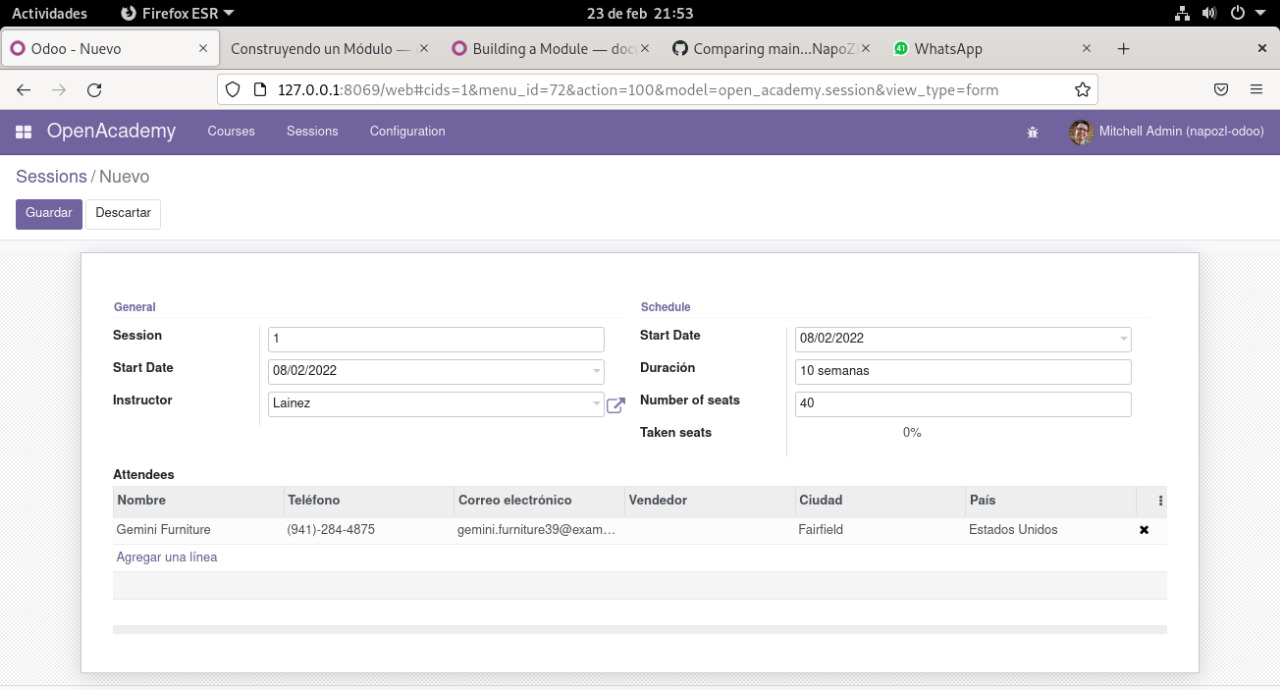 Actividades Firefox ESR 23 de feb 21:53
Odoo - Nuevo Construyendo un Módulo — Building a Module — doc Comparing main...NapoZ 41 WhatsApp
127.0.0.1:8069/web#cids=1&menu_id=72&action=100&model=open_academy.session&view_type=form
OpenAcademy Courses Sessions Configuration Mitchell Admin (napozl-odoo)
Sessions / Nuevo
Guardar Descartar
General Schedule
Session 1 Start Date 08/02/2022
Start Date 08/02/2022 Duración 10 semanas
Instructor Lainez Number of seats 40
Taken seats 0%
Attendees
Nombre Teléfono Correo electrónico Vendedor Ciudad País
Gemini Furniture (941)-284-4875 gemini.furniture39@exam... Fairfield Estados Unidos
Agregar una línea